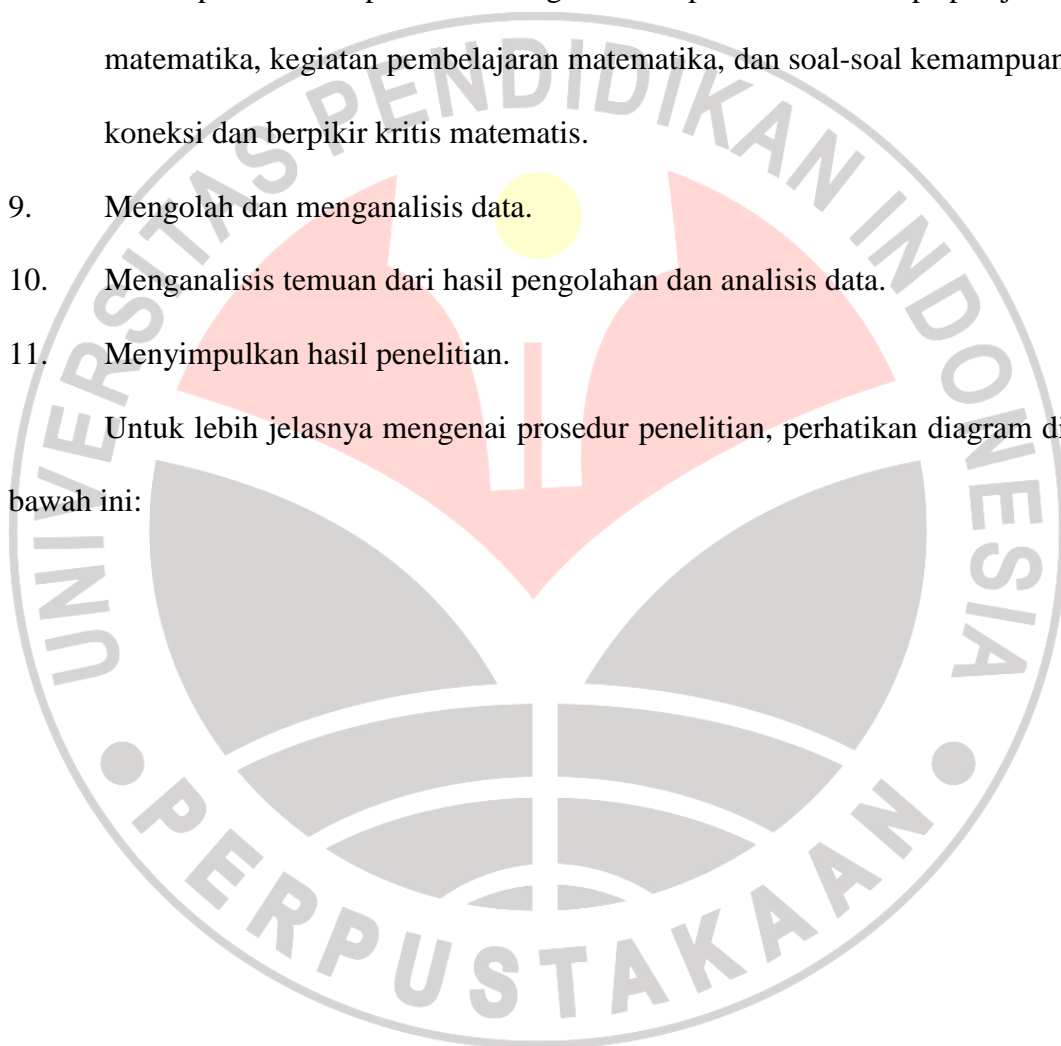 matematika, kegiatan pembelajaran matematika, dan soal-soal kemampuan
koneksi dan berpikir kritis matematis.
9. Mengolah dan menganalisis data.
10. Menganalisis temuan dari hasil pengolahan dan analisis data.
11. Menyimpulkan hasil penelitian.
Untuk lebih jelasnya mengenai prosedur penelitian, perhatikan diagram di
bawah ini:
UNIVERSITAS PENDIDIKAN INDONESIA
PERPUSTAKAAN